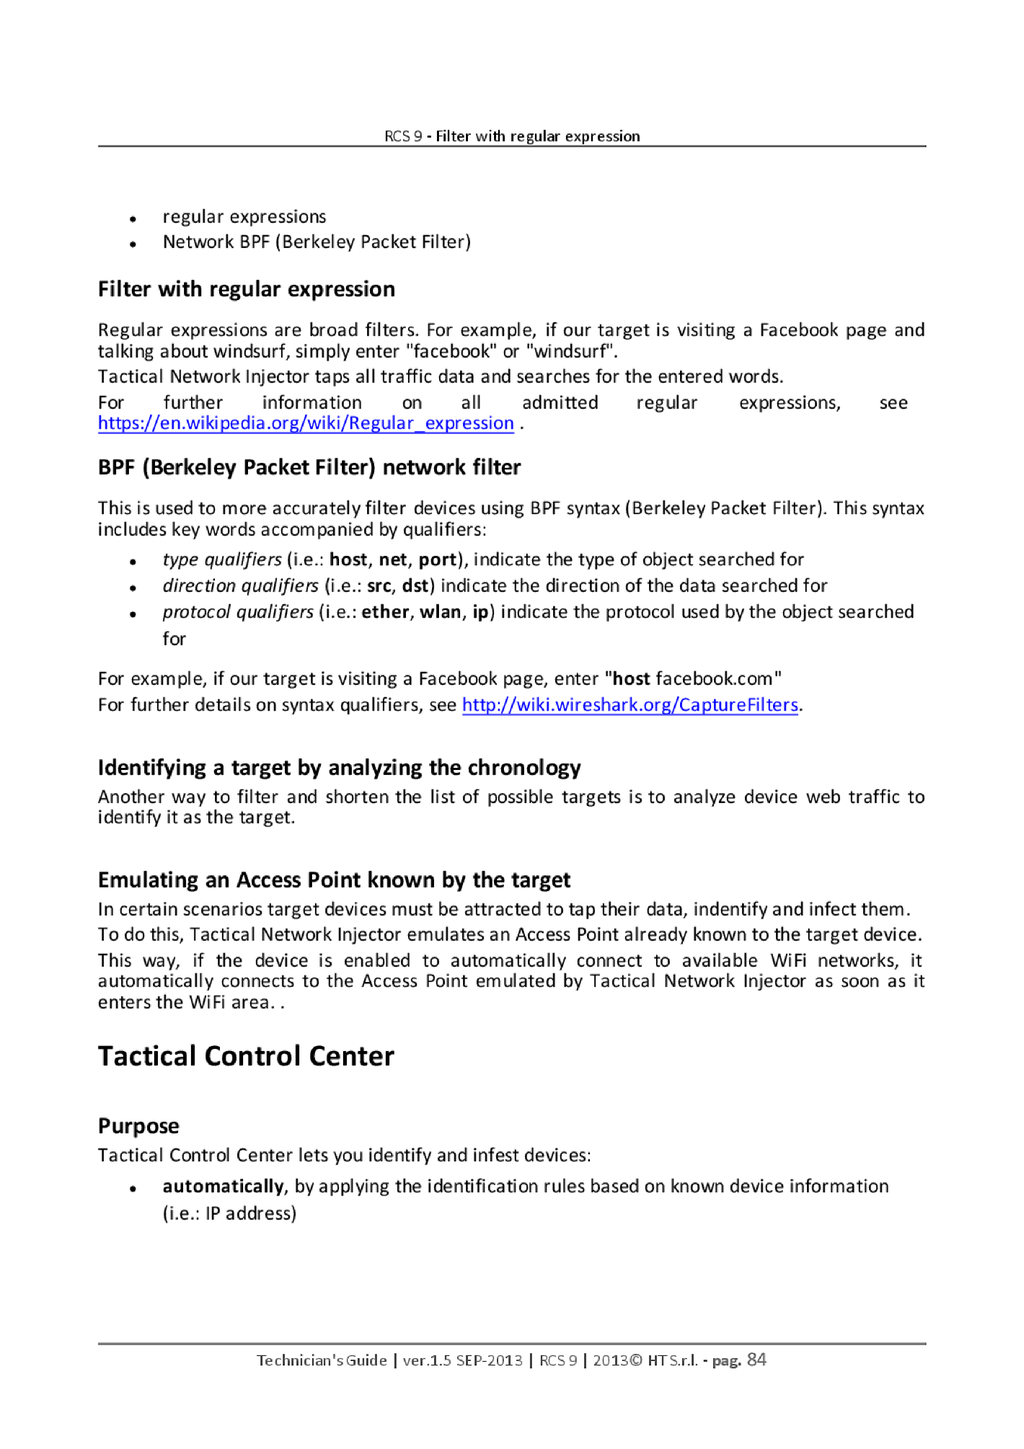 RCS 9 - Filter with regular expression
• regular expressions
• Network BPF (Berkeley Packet Filter)
Filter with regular expression
Regular expressions are broad filters. For example, if our target is visiting a Facebook page and
talking about windsurf, simply enter "facebook" or "windsurf".
Tactical Network Injector taps all traffic data and searches for the entered words.
For further information on all admitted regular expressions, see
https://en.wikipedia.org/wiki/Regular_expression .
BPF (Berkeley Packet Filter) network filter
This is used to more accurately filter devices using BPF syntax (Berkeley Packet Filter). This syntax
includes key words accompanied by qualifiers:
• type qualifiers (i.e.: host, net, port), indicate the type of object searched for
• direction qualifiers (i.e.: src, dst) indicate the direction of the data searched for
• protocol qualifiers (i.e.: ether, wlan, ip) indicate the protocol used by the object searched
for
For example, if our target is visiting a Facebook page, enter "host facebook.com"
For further details on syntax qualifiers, see http://wiki.wireshark.org/CaptureFilters.
Identifying a target by analyzing the chronology
Another way to filter and shorten the list of possible targets is to analyze device web traffic to
identify it as the target.
Emulating an Access Point known by the target
In certain scenarios target devices must be attracted to tap their data, indentify and infect them.
To do this, Tactical Network Injector emulates an Access Point already known to the target device.
This way, if the device is enabled to automatically connect to available WiFi networks, it
automatically connects to the Access Point emulated by Tactical Network Injector as soon as it
enters the WiFi area. .
Tactical Control Center
Purpose
Tactical Control Center lets you identify and infest devices:
• automatically, by applying the identification rules based on known device information
(i.e.: IP address)
Technician's Guide | ver.1.5 SEP-2013 | RCS 9 | 2013© HT S.r.l. - pag. 84